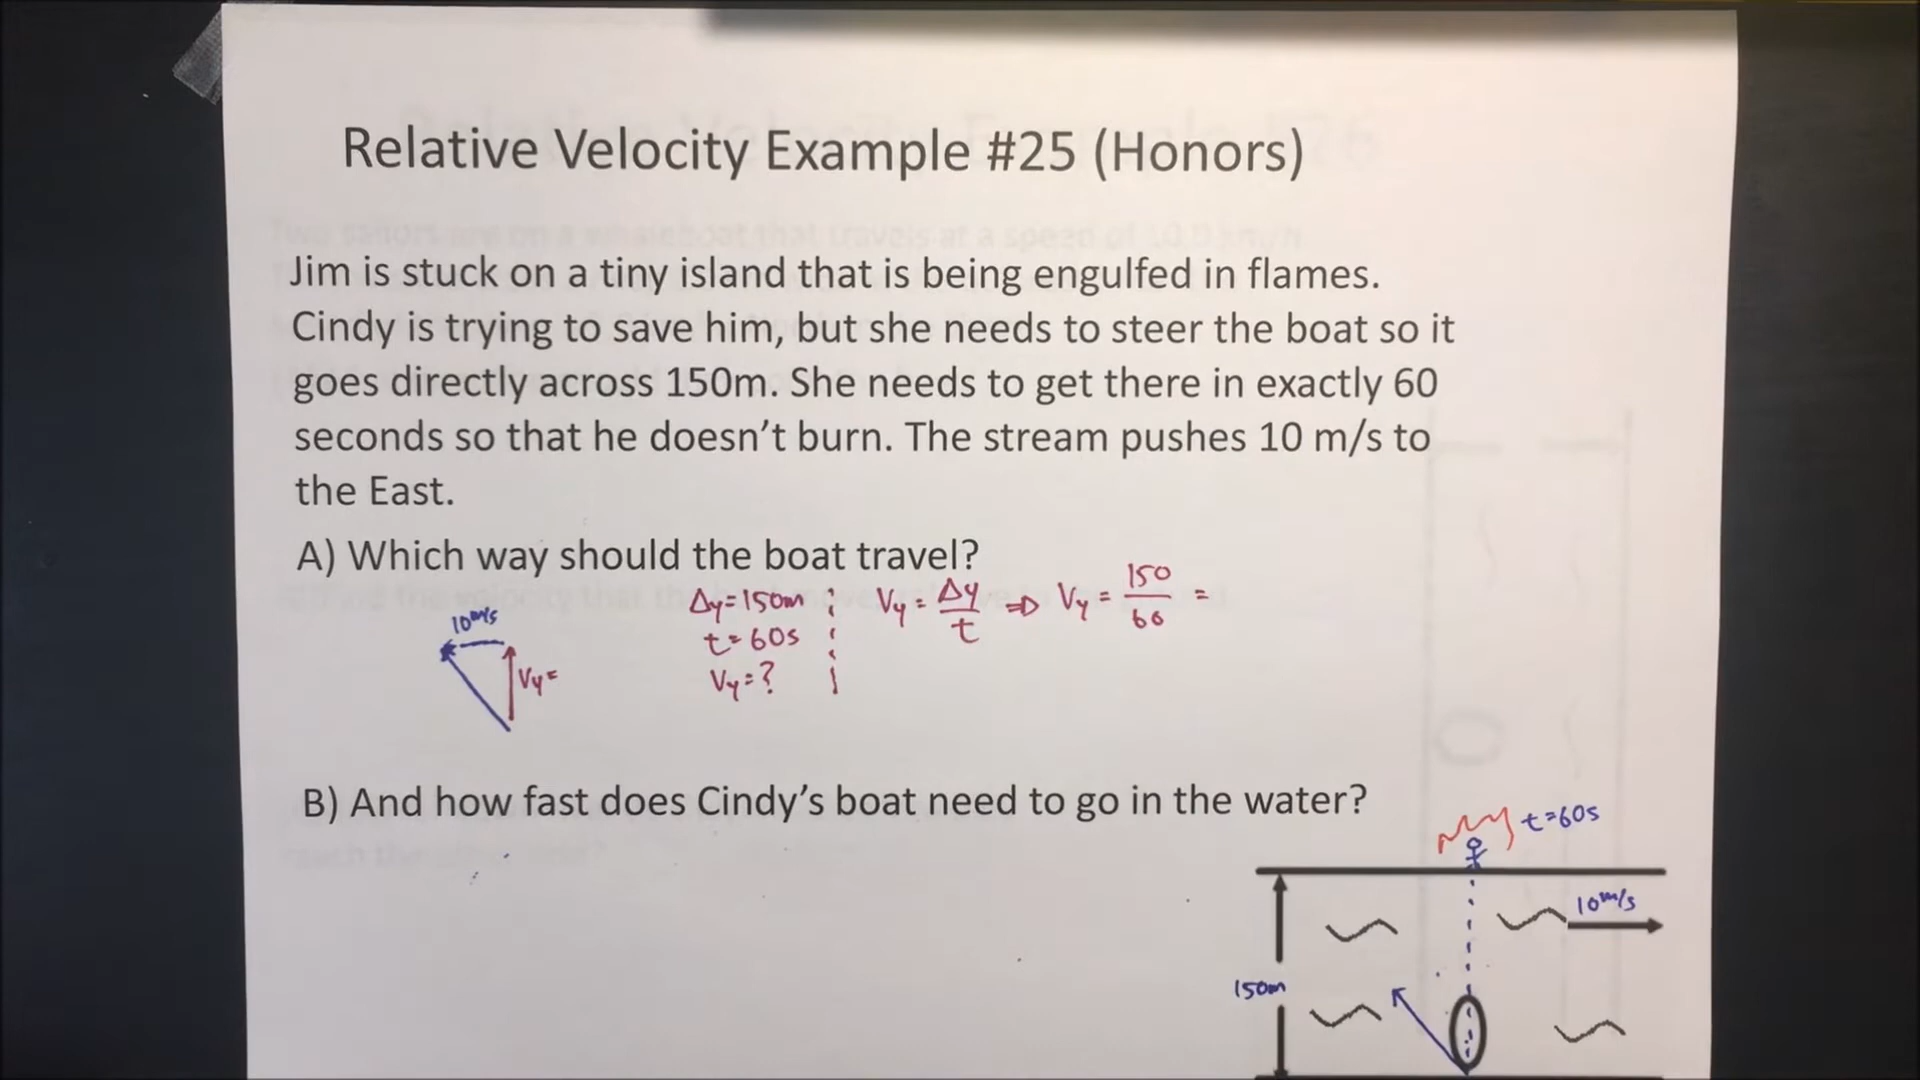 Relative Velocity Example #25 (Honors)
Jim is stuck on a tiny island that is being engulfed in flames.
Cindy is trying to save him, but she needs to steer the boat so it
goes directly across 150m. She needs to get there in exactly 60
seconds so that he doesn't burn. The stream pushes 10 m/s to
the East.
A) Which way should the boat travel?
Δy=150m
t=60s
Vy=?
Vy = Δy/t ⇒ Vy = 150/60 =
10m/s
Vy=
B) And how fast does Cindy's boat need to go in the water?
t=60s
10m/s
150m